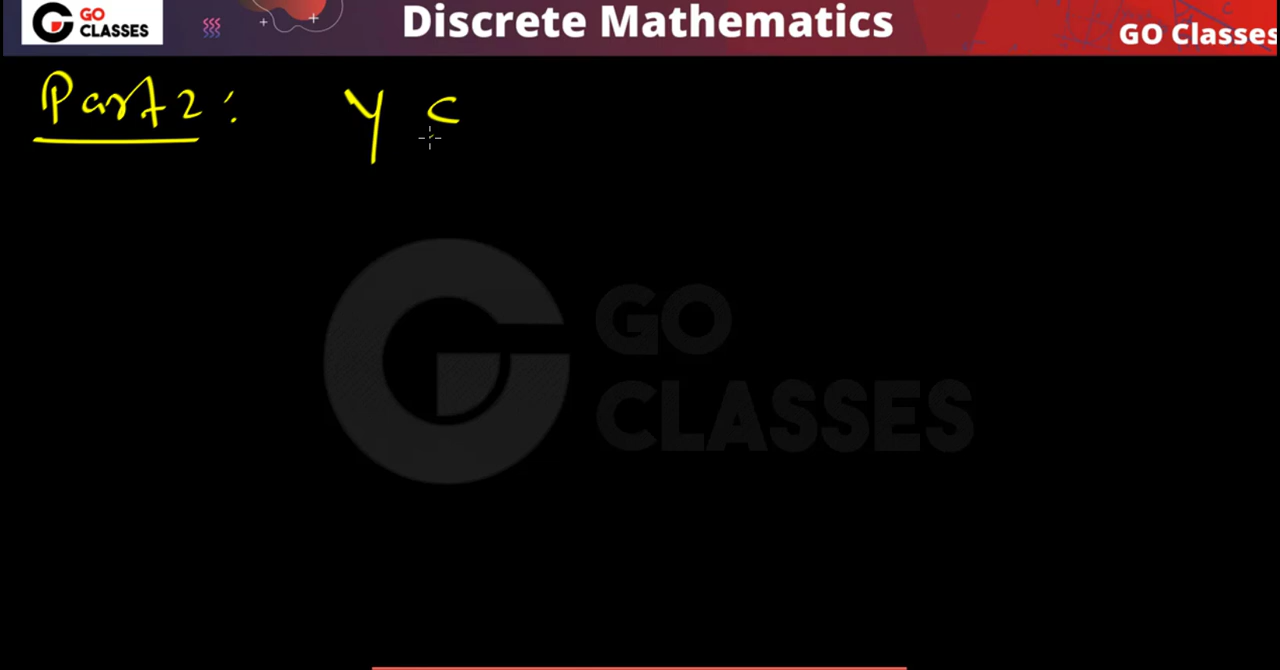 GO CLASSES
Discrete Mathematics
GO Classes
Part 2 : Y ⊂
GO
CLASSES